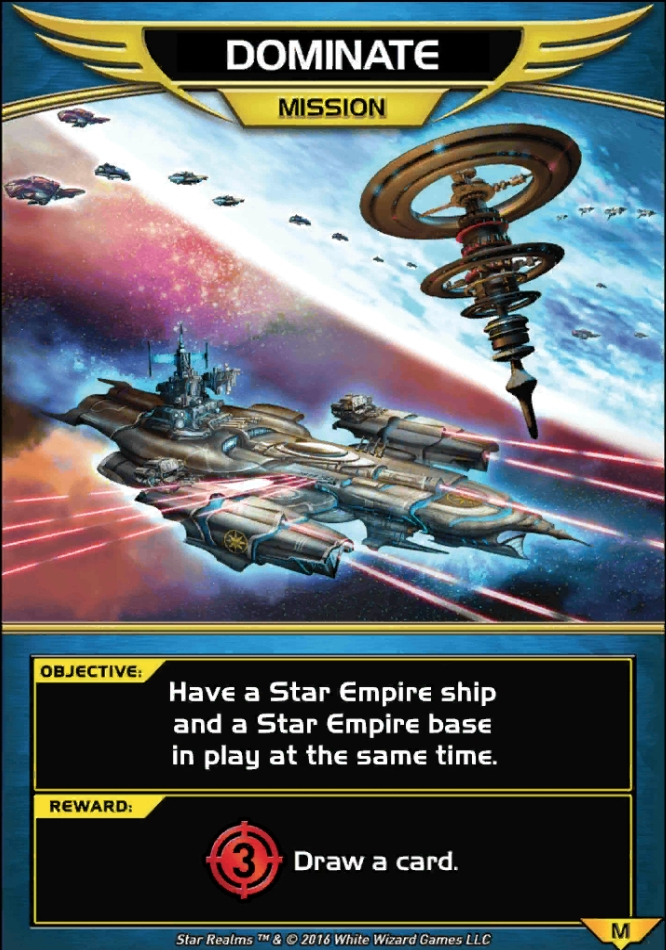 DOMINATE
MISSION
OBJECTIVE:
Have a Star Empire ship
and a Star Empire base
in play at the same time.
REWARD:
3 Draw a card.
Star Realms ™ & © 2016 White Wizard Games LLC
M